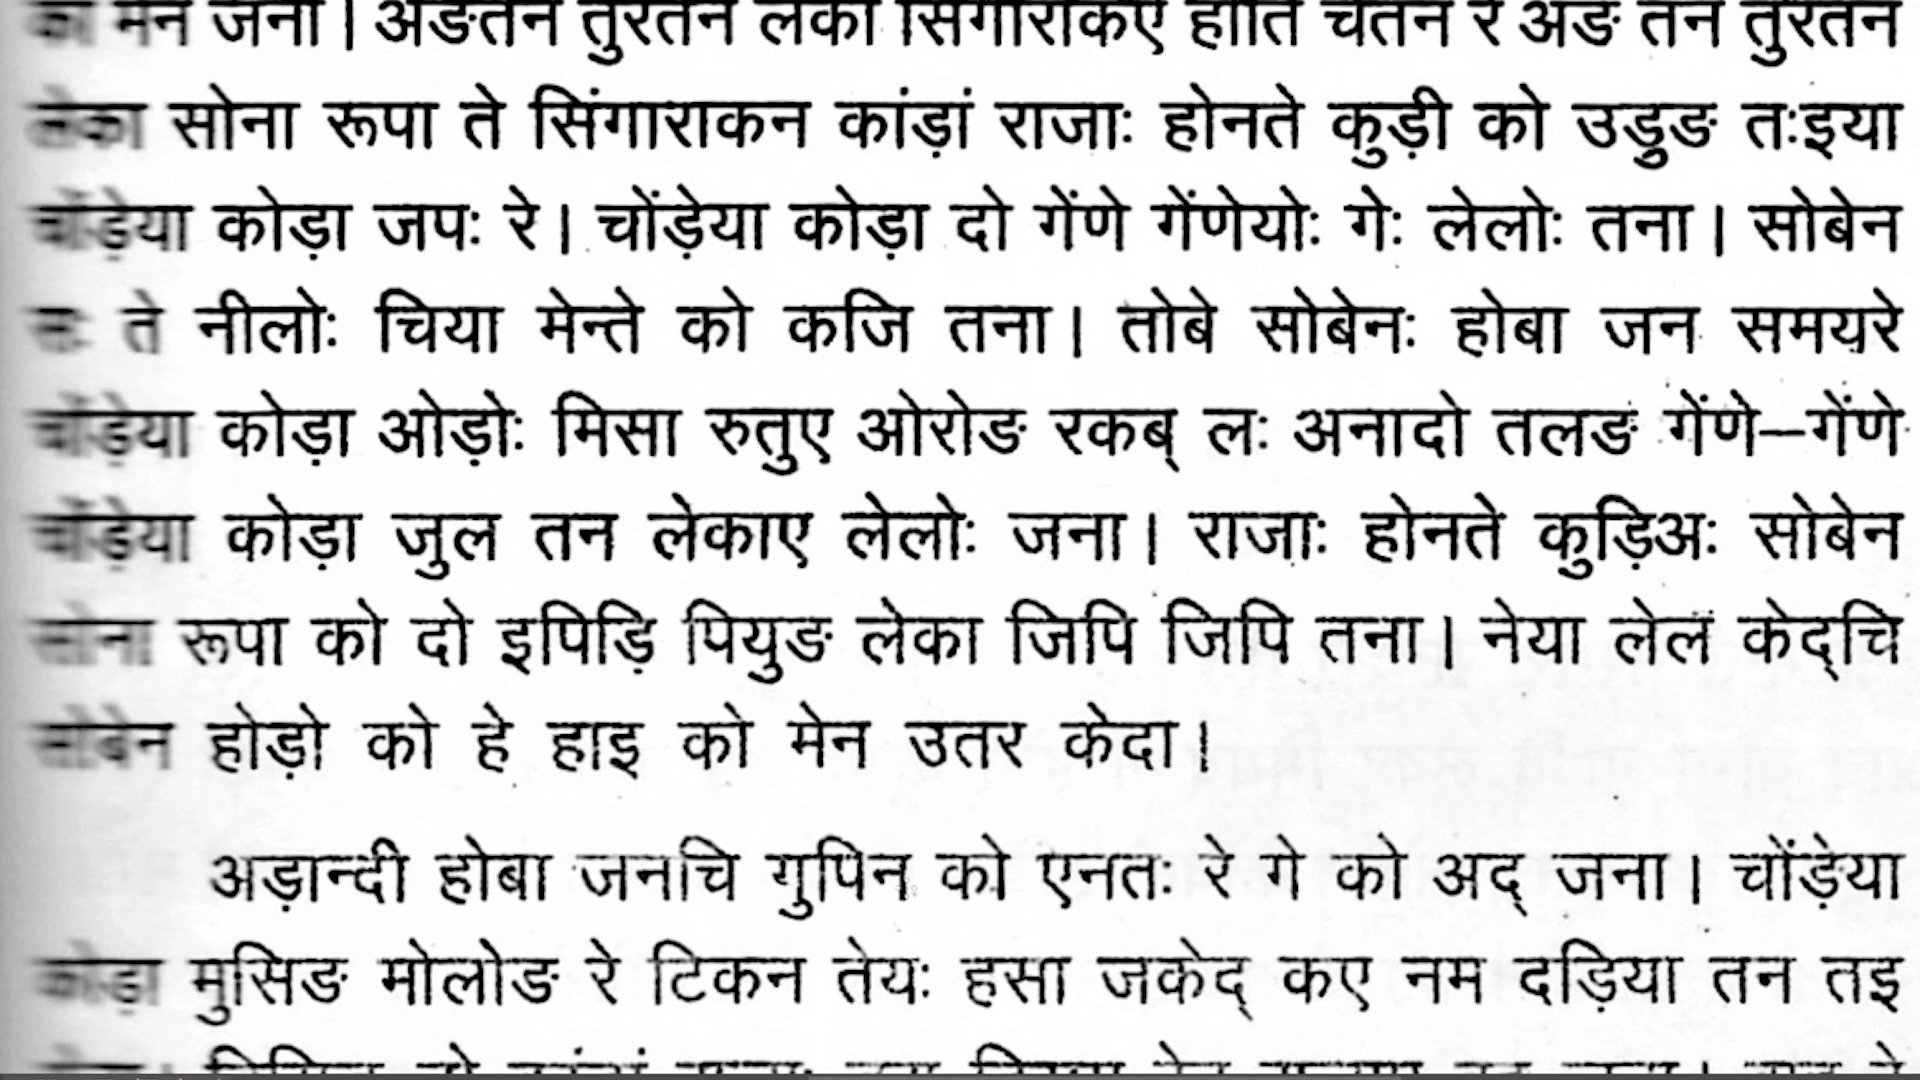 मेन जना। अङतन तुरतन लेका सिंगाराकए हाति चेतन रे अङ तन तुरतन
लेका सोना रूपा ते सिंगाराकन कांड़ां राजाः होनते कुड़ी को उड़ुङ तःइया
चोंड़ेया कोड़ा जपः रे। चोंड़ेया कोड़ा दो गेंणे गेंणेयोः गेः लेलोः तना। सोबेन
ते नीलोः चिया मेन्ते को कजि तना। तोबे सोबेनः होबा जन समयरे
चोंड़ेया कोड़ा ओड़ोः मिसा रुतुए ओरोङ रकब् लः अनादो तलङ गेंणे–गेंणे
चोंड़ेया कोड़ा जुल तन लेकाए लेलोः जना। राजाः होनते कुड़िअः सोबेन
सोना रूपा को दो इपिड़ि पियुङ लेका जिपि जिपि तना। नेया लेल केद्चि
सोबेन होड़ो को हे हाइ को मेन उतर केदा।
अड़ान्दी होबा जनचि गुपिन को एनतः रे गे को अद् जना। चोंड़ेया
कोड़ा मुसिङ मोलोङ रे टिकन तेयः हसा जकेद् कए नम दड़िया तन तइ